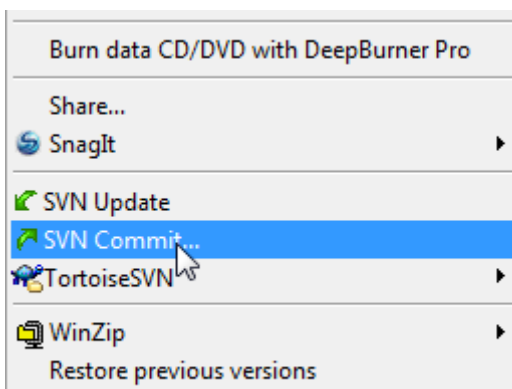 Burn data CD/DVD with DeepBurner Pro
Share...
SnagIt
SVN Update
SVN Commit...
TortoiseSVN
WinZip
Restore previous versions